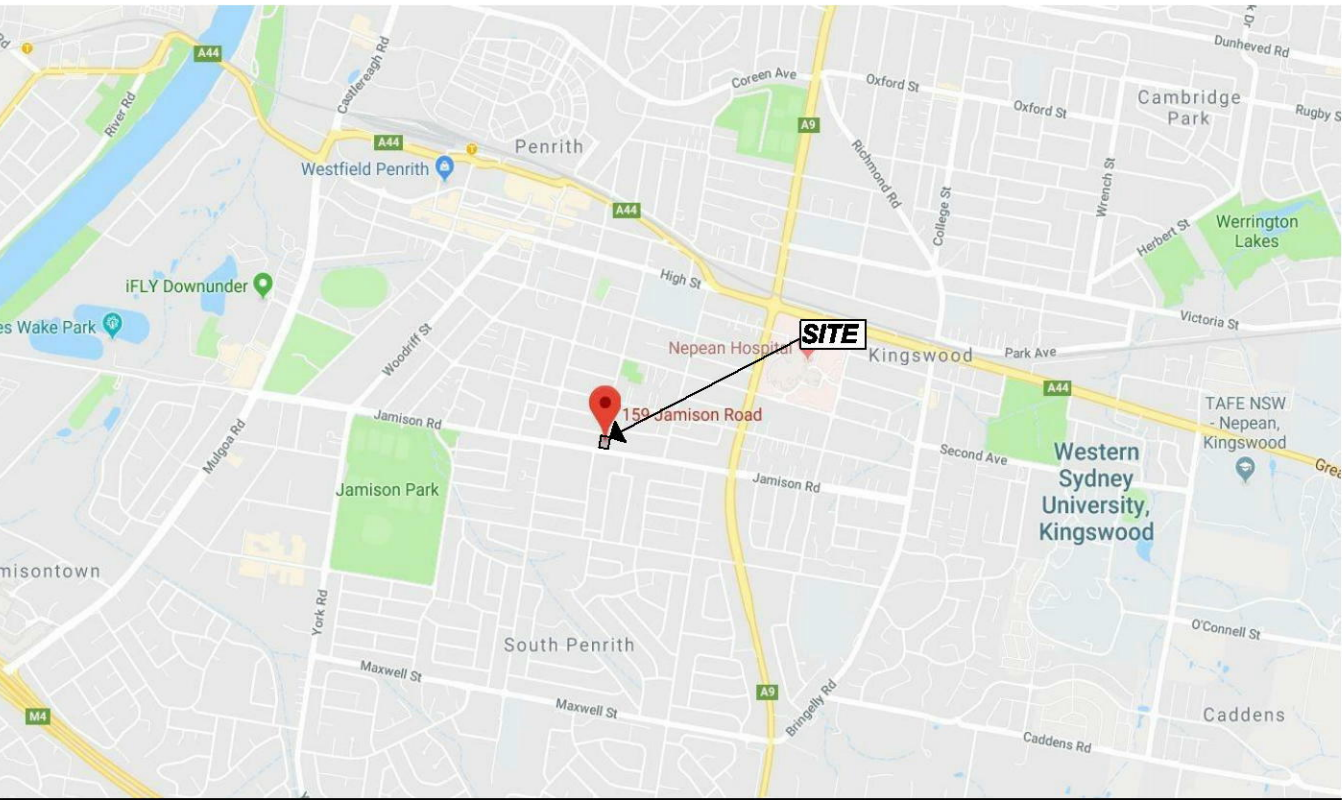 Dunheved Rd
A44
Castlereagh Rd
Coreen Ave
Oxford St
Oxford St
Cambridge
Park
River Rd
A9
A44
Penrith
Richmond Rd
Westfield Penrith
College St
Wrench St
A44
Herbert St
Werrington
Lakes
High St
iFLY Downunder
es Wake Park
Woodriff St
Victoria St
SITE
Nepean Hospital
Kingswood
Park Ave
A44
159 Jamison Road
TAFE NSW
- Nepean,
Kingswood
Jamison Rd
Mulgoa Rd
Second Ave
Western
Sydney
University,
Kingswood
Jamison Rd
Jamison Park
misontown
York Rd
South Penrith
O'Connell St
Maxwell St
Maxwell St
A9
Bringelly Rd
M4
Caddens
Caddens Rd